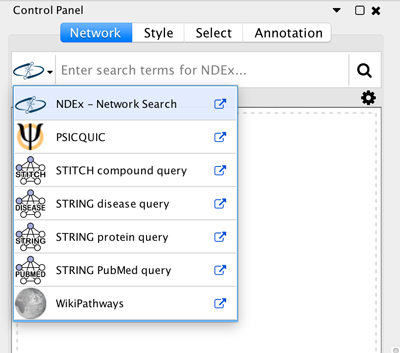 Control Panel
Network Style Select Annotation
Enter search terms for NDEx...
NDEx – Network Search
PSICQUIC
STITCH
STITCH compound query
DISEASE
STRING disease query
STRING
STRING protein query
PUBMED
STRING PubMed query
WikiPathways